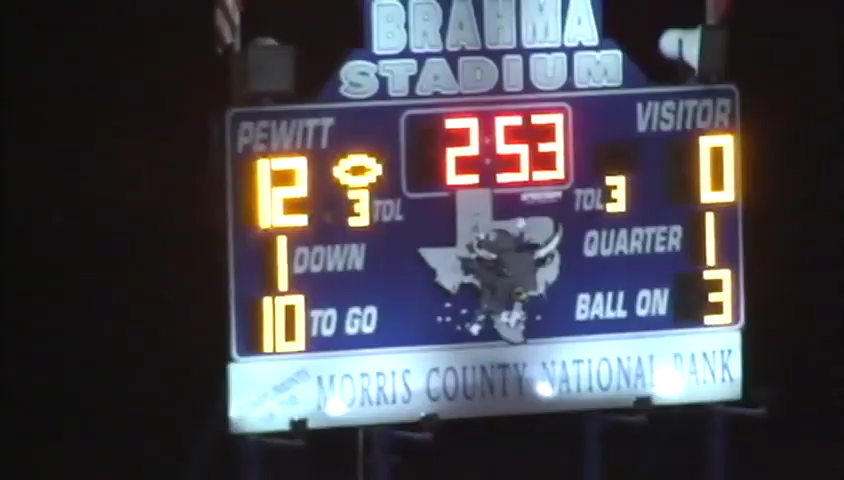 BRAHMA
STADIUM
PEWITT 2:53 VISITOR
12 0
3 TOL TOL 3
1 DOWN QUARTER 1
10 TO GO BALL ON 3
MORRIS COUNTY NATIONAL BANK